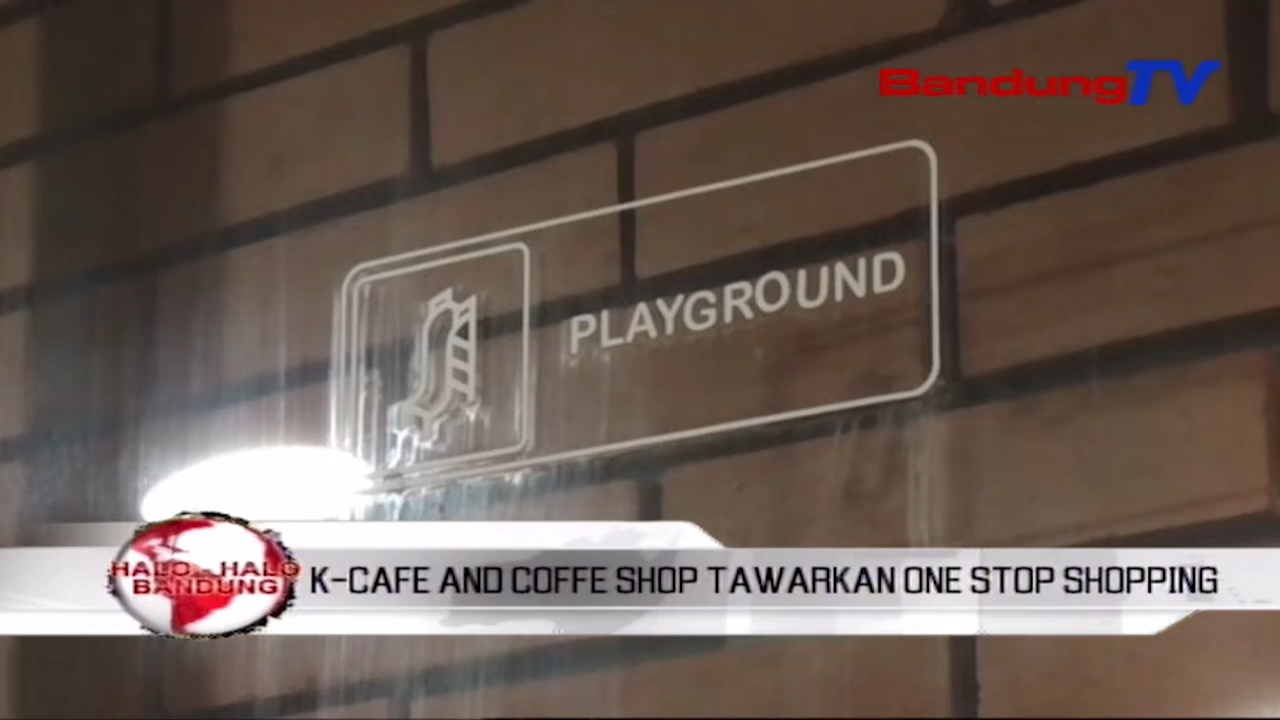 BandungTV
PLAYGROUND
HALO - HALO
BANDUNG
K-CAFE AND COFFE SHOP TAWARKAN ONE STOP SHOPPING